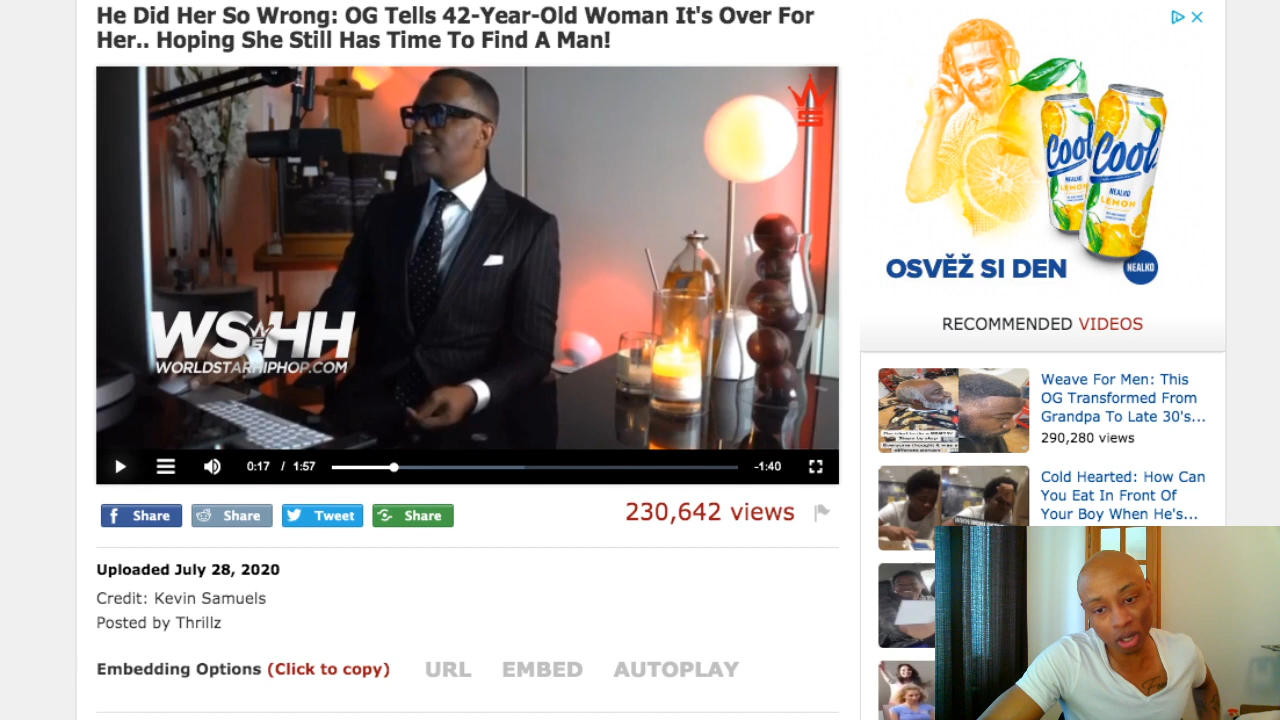 He Did Her So Wrong: OG Tells 42-Year-Old Woman It's Over For
Her.. Hoping She Still Has Time To Find A Man!
WSHH
WORLDSTARHIPHOP.COM
0:17 / 1:57
-1:40
Share
Share
Tweet
Share
230,642 views
Uploaded July 28, 2020
Credit: Kevin Samuels
Posted by Thrillz
Embedding Options (Click to copy)
URL
EMBED
AUTOPLAY
Cool
NEALKO
LEMON
Cool
NEALKO
LEMON
OSVĚŽ SI DEN
NEALKO
RECOMMENDED VIDEOS
Weave For Men: This
OG Transformed From
Grandpa To Late 30's...
290,280 views
Cold Hearted: How Can
You Eat In Front Of
Your Boy When He's...